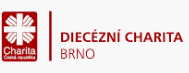 Charita
Česká republika
DIECÉZNÍ CHARITA
BRNO